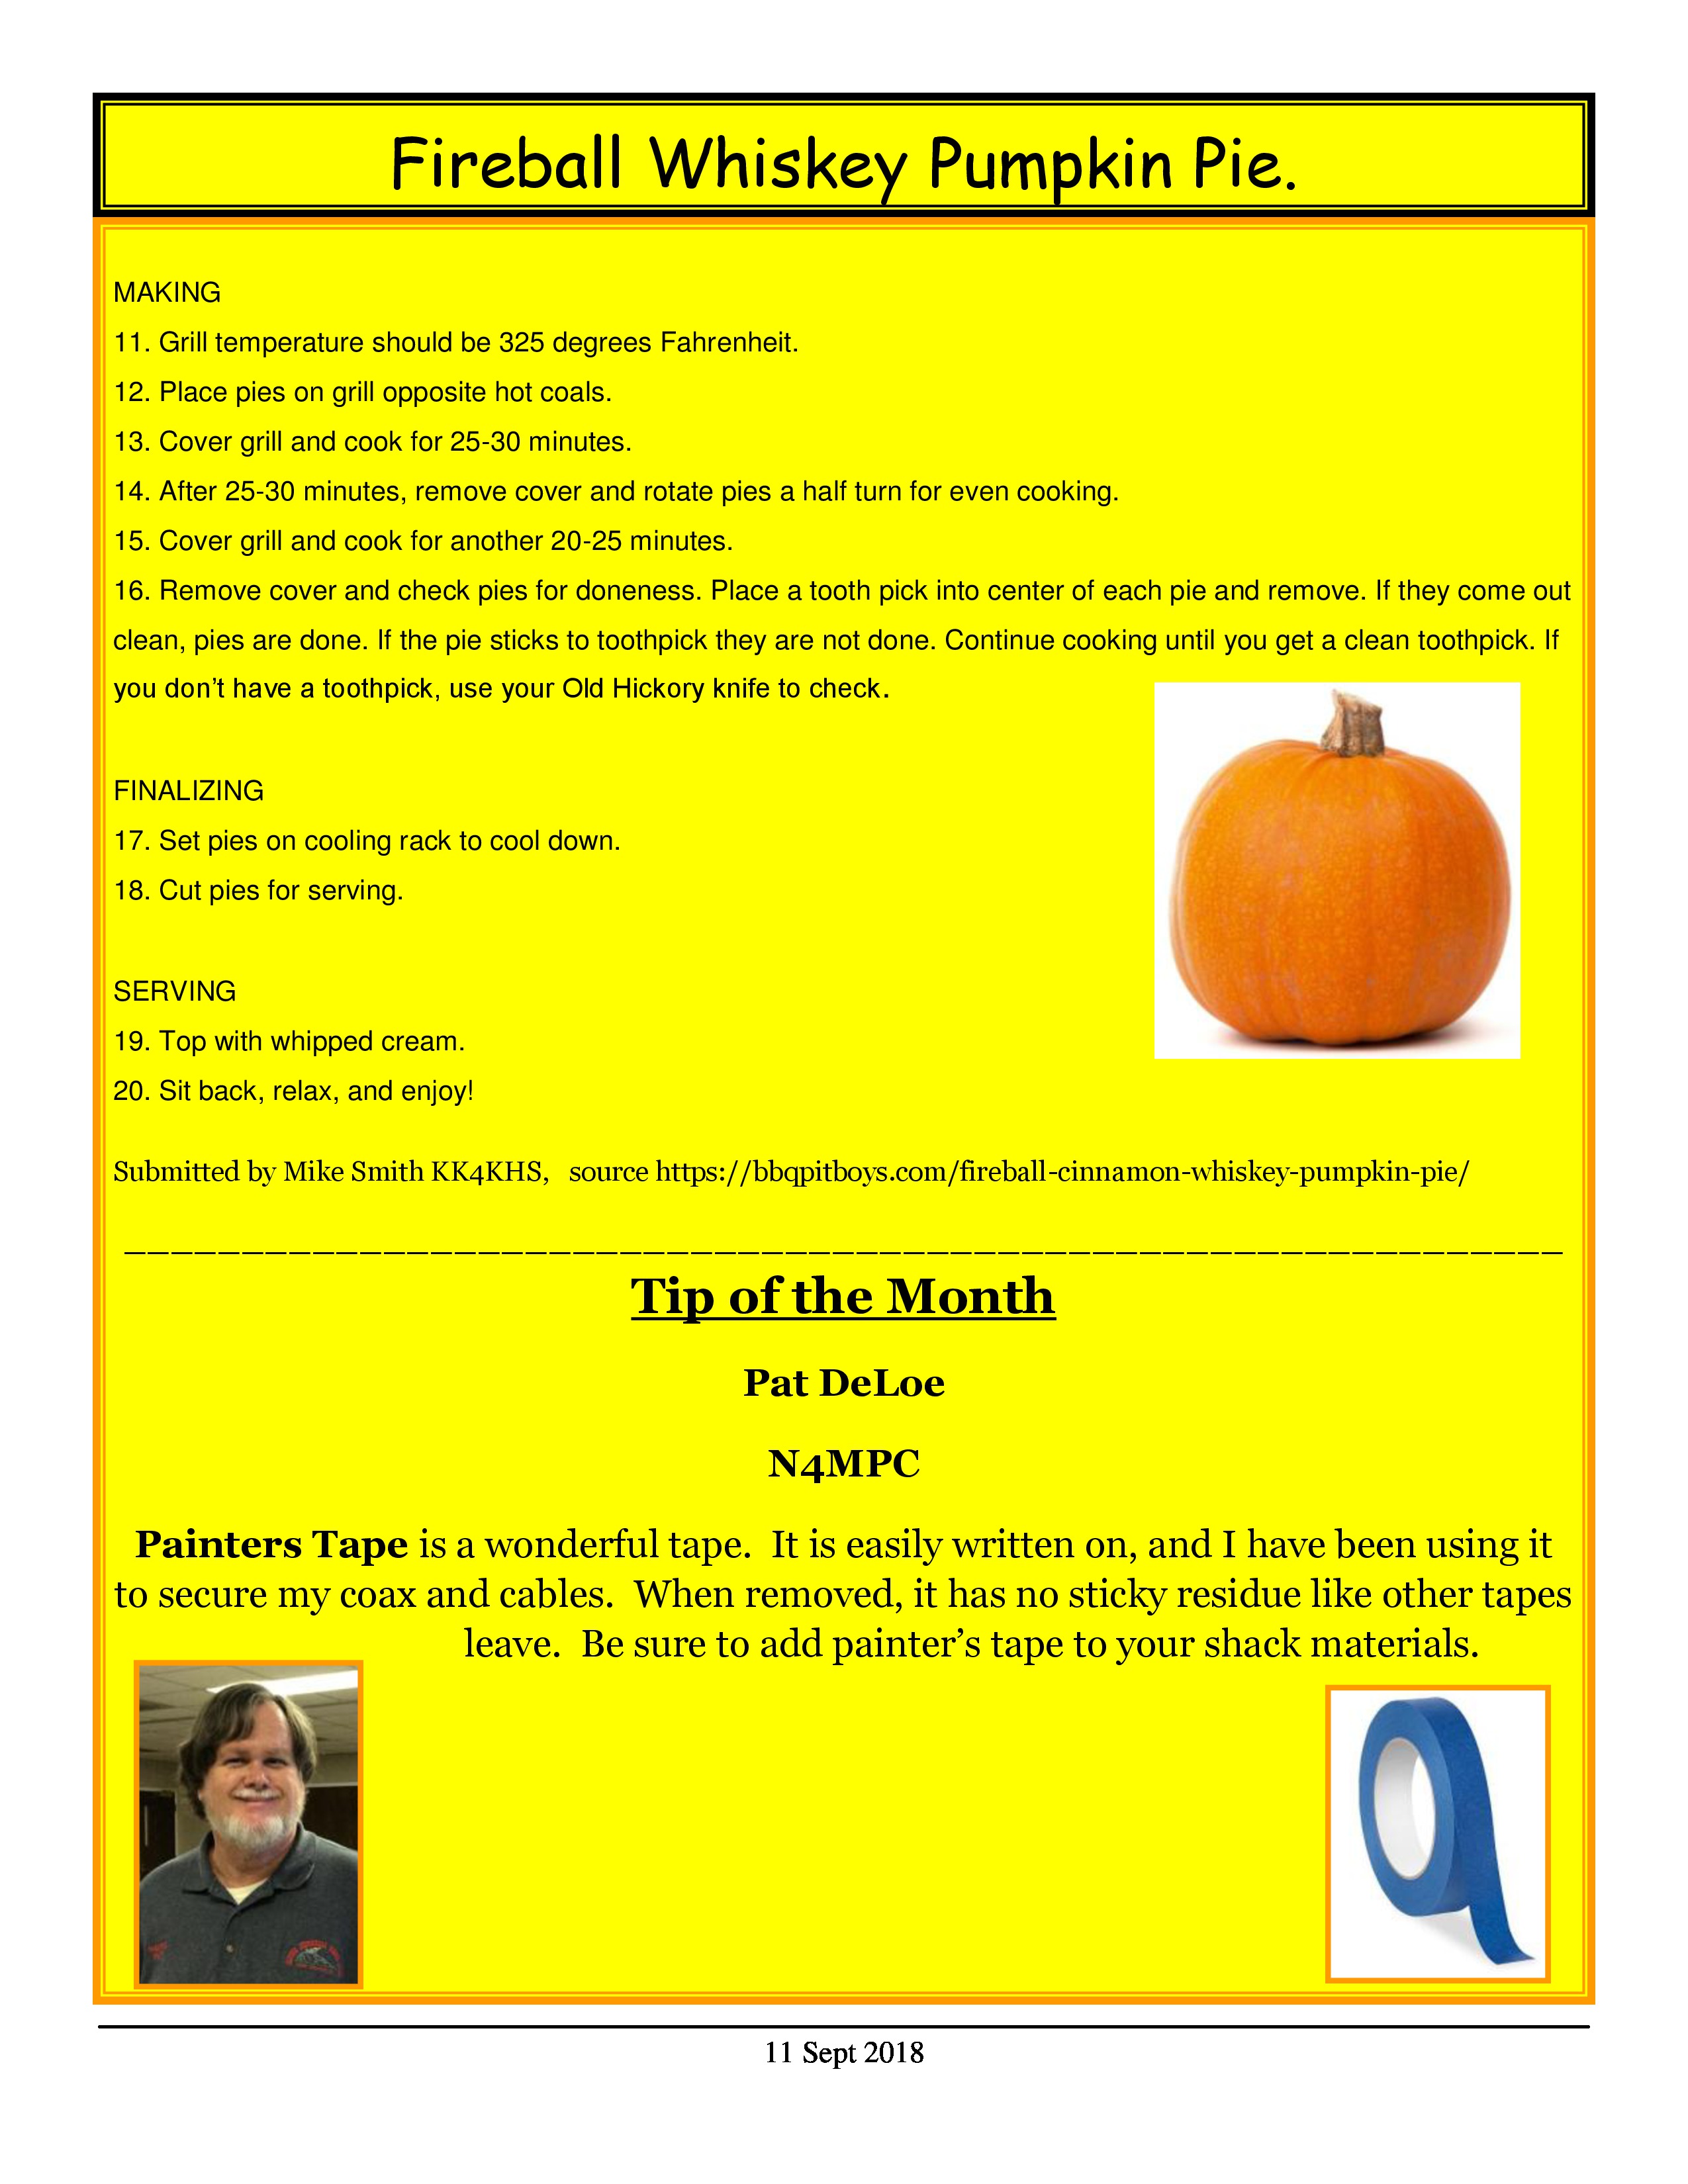 Fireball Whiskey Pumpkin Pie.
MAKING
11. Grill temperature should be 325 degrees Fahrenheit.
12. Place pies on grill opposite hot coals.
13. Cover grill and cook for 25-30 minutes.
14. After 25-30 minutes, remove cover and rotate pies a half turn for even cooking.
15. Cover grill and cook for another 20-25 minutes.
16. Remove cover and check pies for doneness. Place a tooth pick into center of each pie and remove. If they come out
clean, pies are done. If the pie sticks to toothpick they are not done. Continue cooking until you get a clean toothpick. If
you don’t have a toothpick, use your Old Hickory knife to check.
FINALIZING
17. Set pies on cooling rack to cool down.
18. Cut pies for serving.
SERVING
19. Top with whipped cream.
20. Sit back, relax, and enjoy!
Submitted by Mike Smith KK4KHS,   source https://bbqpitboys.com/fireball-cinnamon-whiskey-pumpkin-pie/
Tip of the Month
Pat DeLoe
N4MPC
Painters Tape is a wonderful tape.  It is easily written on, and I have been using it
to secure my coax and cables.  When removed, it has no sticky residue like other tapes
leave.  Be sure to add painter’s tape to your shack materials.
11 Sept 2018